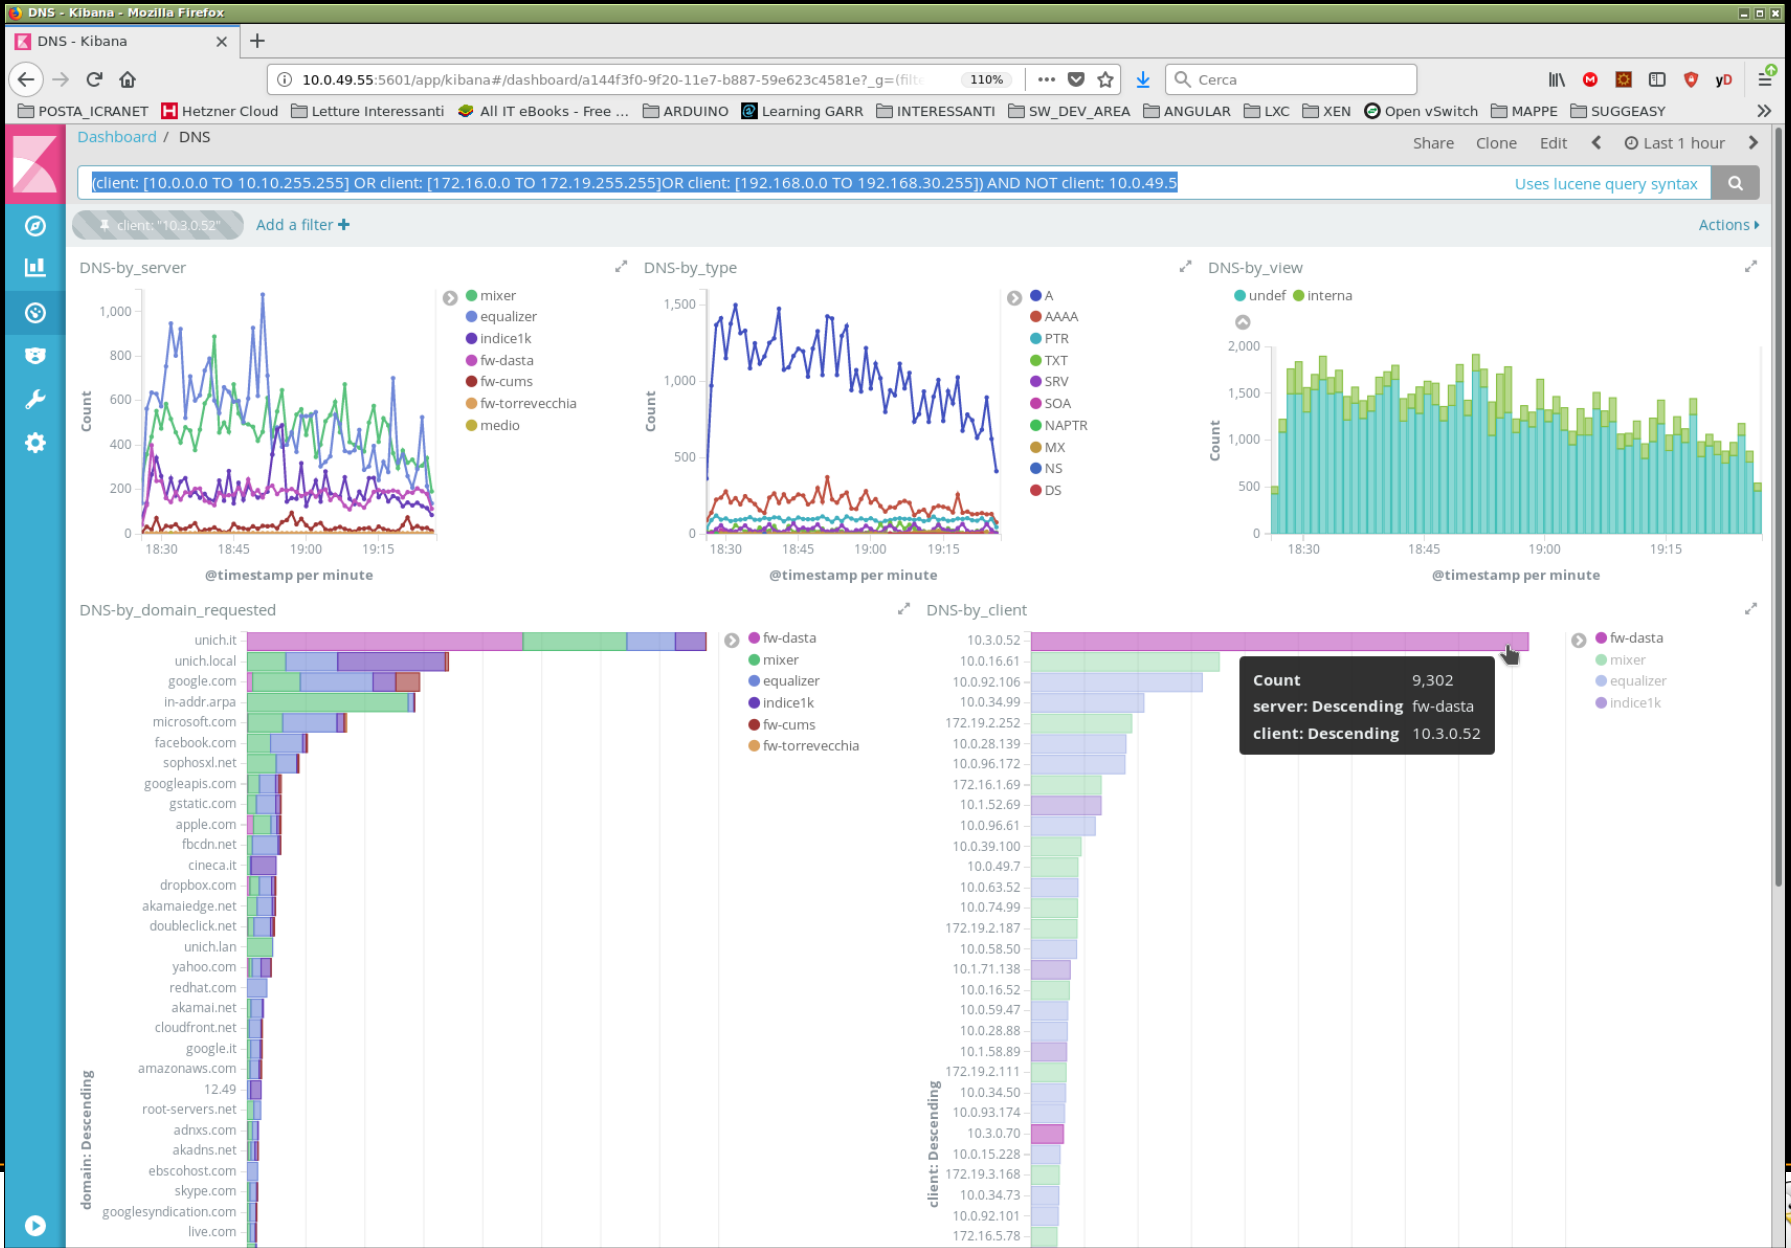 DNS - Kibana - Mozilla Firefox
DNS - Kibana
10.0.49.55:5601/app/kibana#/dashboard/a144f3f0-9f20-11e7-b887-59e623c4581e?_g=(filte
110%
Cerca
yD
POSTA_ICRANET
Hetzner Cloud
Letture Interessanti
All IT eBooks - Free ...
ARDUINO
Learning GARR
INTERESSANTI
SW_DEV_AREA
ANGULAR
LXC
XEN
Open vSwitch
MAPPE
SUGGEASY
Dashboard / DNS
Share Clone Edit Last 1 hour
(client: [10.0.0.0 TO 10.10.255.255] OR client: [172.16.0.0 TO 172.19.255.255]OR client: [192.168.0.0 TO 192.168.30.255]) AND NOT client: 10.0.49.5
Uses lucene query syntax
client: "10.3.0.52"
Add a filter +
Actions
DNS-by_server
1,000
800
600
400
200
0
Count
18:30 18:45 19:00 19:15
@timestamp per minute
mixer
equalizer
indice1k
fw-dasta
fw-cums
fw-torrevecchia
medio
DNS-by_type
1,500
1,000
500
0
Count
18:30 18:45 19:00 19:15
@timestamp per minute
A
AAAA
PTR
TXT
SRV
SOA
NAPTR
MX
NS
DS
DNS-by_view
undef interna
2,000
1,500
1,000
500
0
Count
18:30 18:45 19:00 19:15
@timestamp per minute
DNS-by_domain_requested
unich.it
unich.local
google.com
in-addr.arpa
microsoft.com
facebook.com
sophosxl.net
googleapis.com
gstatic.com
apple.com
fbcdn.net
cineca.it
dropbox.com
akamaiedge.net
doubleclick.net
unich.lan
yahoo.com
redhat.com
akamai.net
cloudfront.net
google.it
amazonaws.com
12.49
root-servers.net
adnxs.com
akadns.net
ebscohost.com
skype.com
googlesyndication.com
live.com
domain: Descending
fw-dasta
mixer
equalizer
indice1k
fw-cums
fw-torrevecchia
DNS-by_client
10.3.0.52
10.0.16.61
10.0.92.106
10.0.34.99
172.19.2.252
10.0.28.139
10.0.96.172
172.16.1.69
10.1.52.69
10.0.96.61
10.0.39.100
10.0.49.7
10.0.63.52
10.0.74.99
172.19.2.187
10.0.58.50
10.1.71.138
10.0.16.52
10.0.59.47
10.0.28.88
10.1.58.89
172.19.2.111
10.0.34.50
10.0.93.174
10.3.0.70
10.0.15.228
172.19.3.168
10.0.34.73
10.0.92.101
172.16.5.78
client: Descending
Count 9,302
server: Descending fw-dasta
client: Descending 10.3.0.52
fw-dasta
mixer
equalizer
indice1k